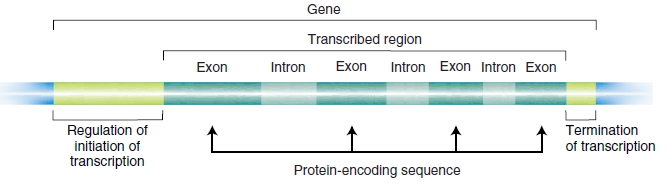 Gene
Transcribed region
Exon Intron Exon Intron Exon Intron Exon
Regulation of
initiation of
transcription
Termination
of transcription
Protein-encoding sequence